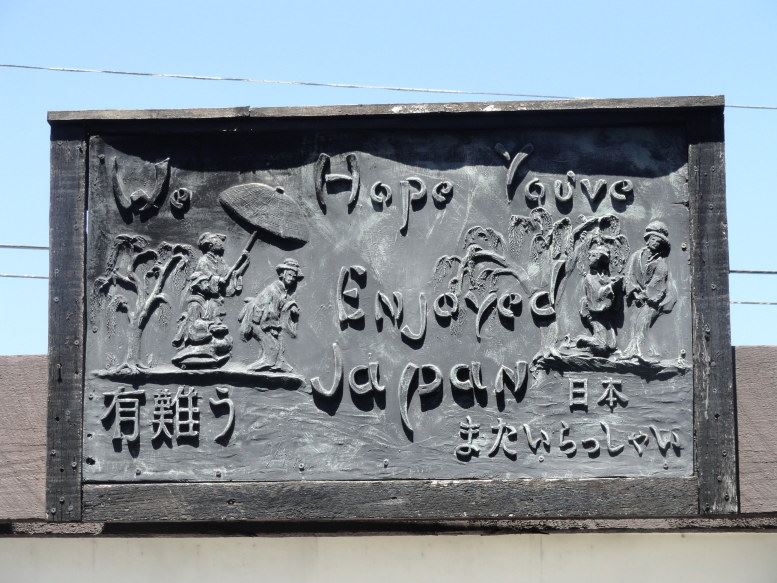 We Hope You've
Enjoyed
Japan
有難う
日本
またいらっしゃい